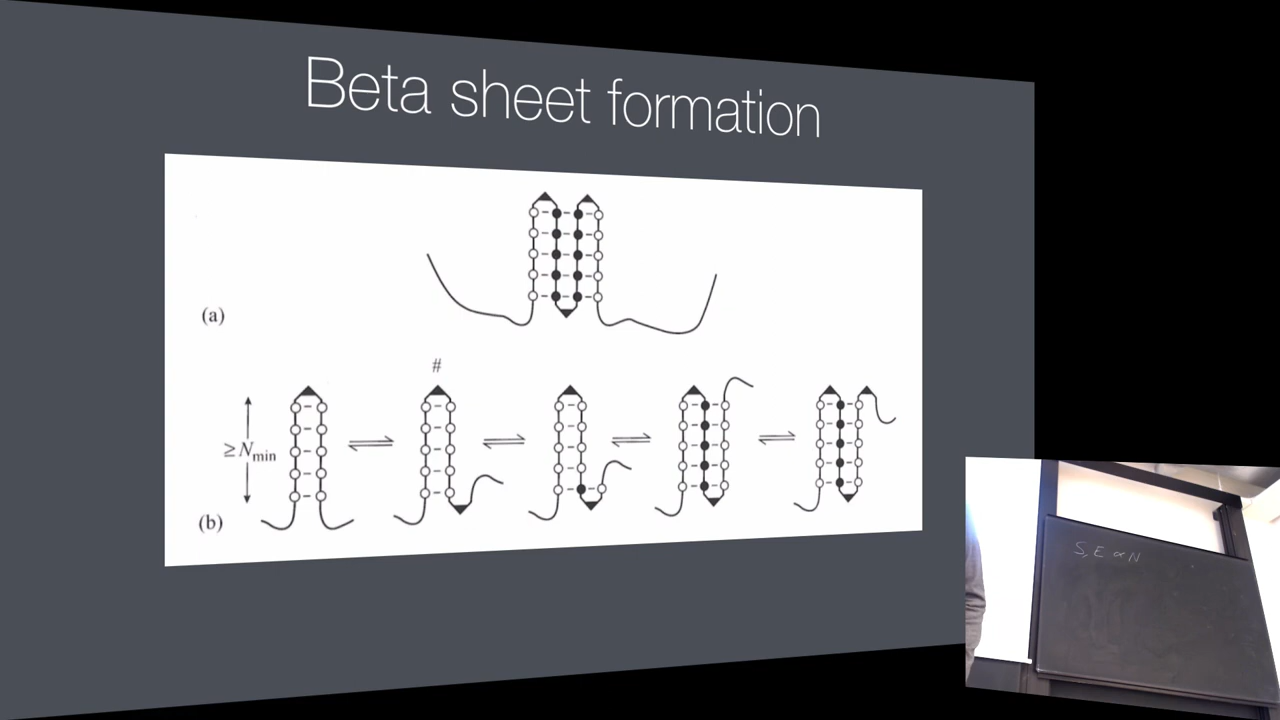 Beta sheet formation
(a)
#
≥N_min
(b)
S, E ∝ N